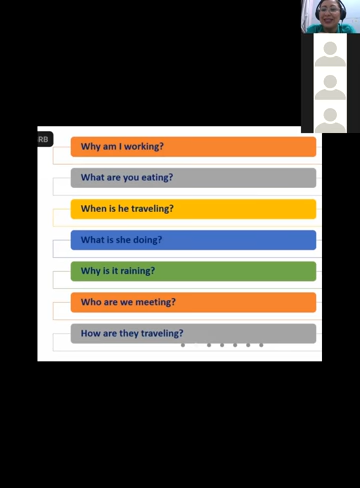 RB
Why am I working?
What are you eating?
When is he traveling?
What is she doing?
Why is it raining?
Who are we meeting?
How are they traveling?